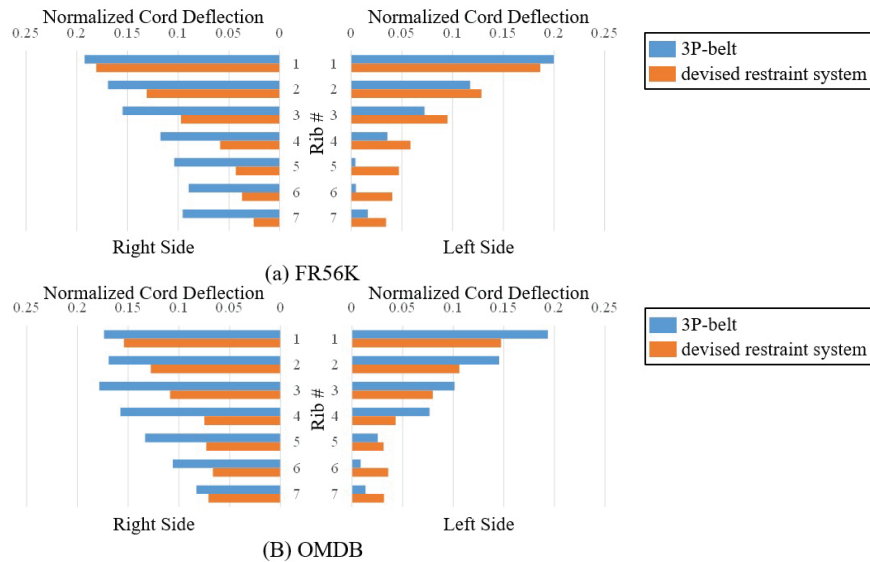 Normalized Cord Deflection Normalized Cord Deflection
0.25 0.2 0.15 0.1 0.05 0 0 0.05 0.1 0.15 0.2 0.25
3P-belt
devised restraint system
1 1
2 2
3 3
Rib #
4 4
5 5
6 6
7 7
Right Side Left Side
(a) FR56K
Normalized Cord Deflection Normalized Cord Deflection
0.25 0.2 0.15 0.1 0.05 0 0 0.05 0.1 0.15 0.2 0.25
3P-belt
devised restraint system
1 1
2 2
3 3
Rib #
4 4
5 5
6 6
7 7
Right Side Left Side
(B) OMDB